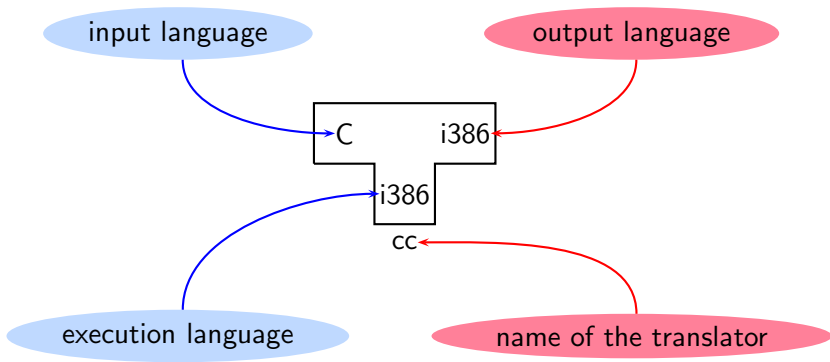 input language
output language
C
i386
i386
cc
execution language
name of the translator